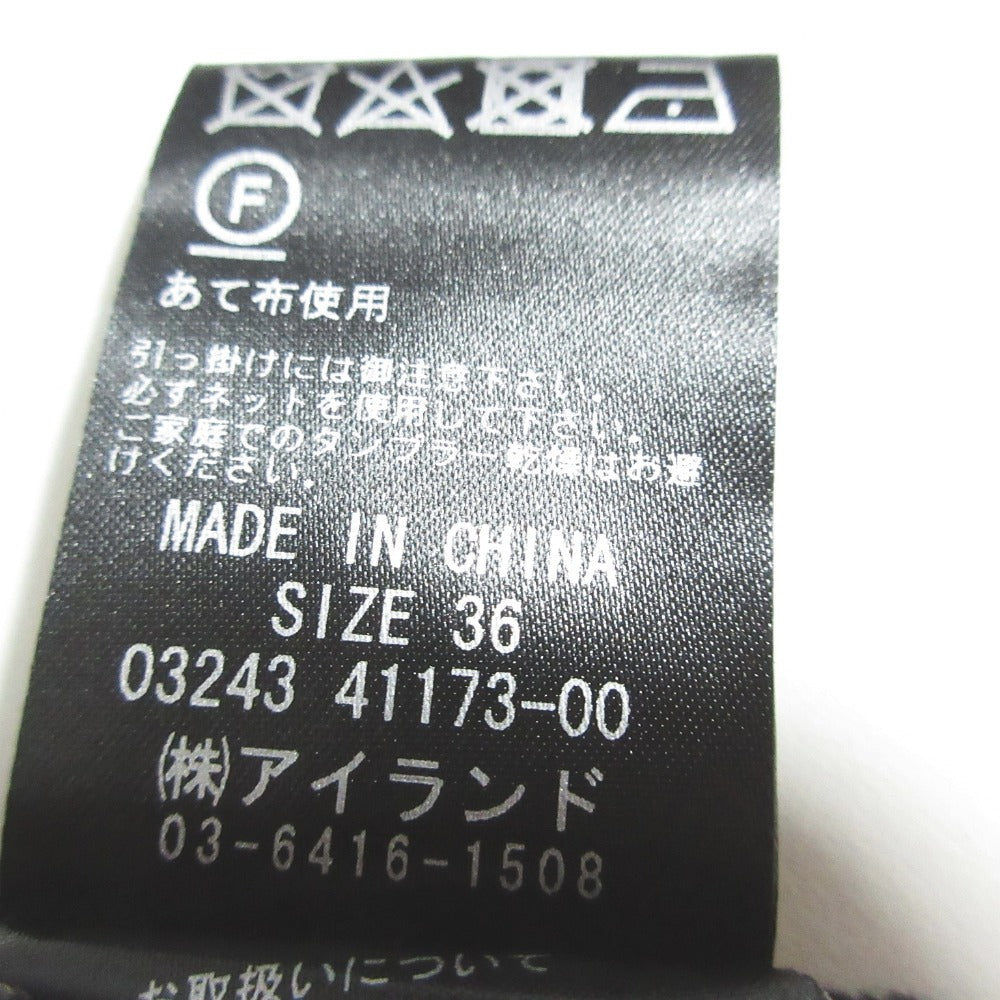 F
あて布使用
引っ掛けには御注意下さい.
必ずネットを使用して下さい.
ご家庭でのタンブラー乾燥はお避
けください.
MADE IN CHINA
SIZE 36
03243 41173-00
(株)アイランド
03-6416-1508
お取扱いについて